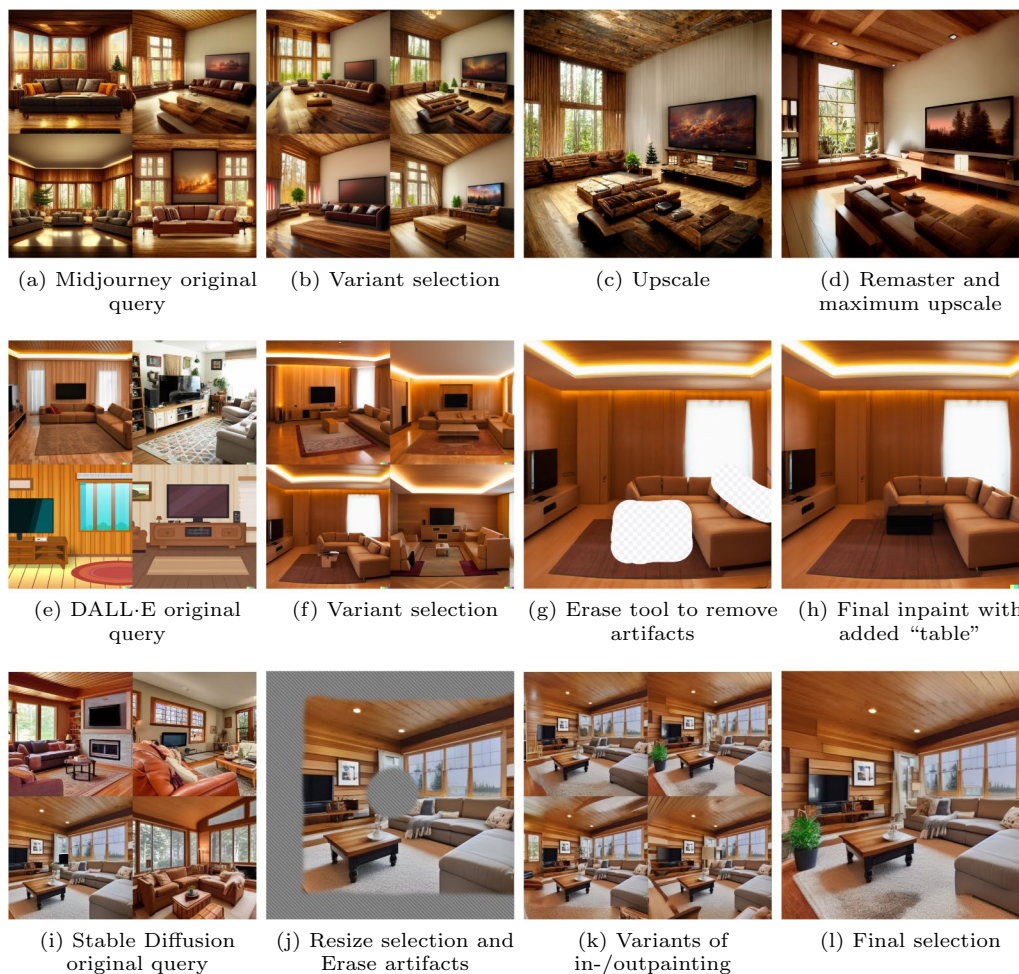 (a) Midjourney original
query
(b) Variant selection
(c) Upscale
(d) Remaster and
maximum upscale
(e) DALL·E original
query
(f) Variant selection
(g) Erase tool to remove
artifacts
(h) Final inpaint with
added “table”
(i) Stable Diffusion
original query
(j) Resize selection and
Erase artifacts
(k) Variants of
in-/outpainting
(l) Final selection